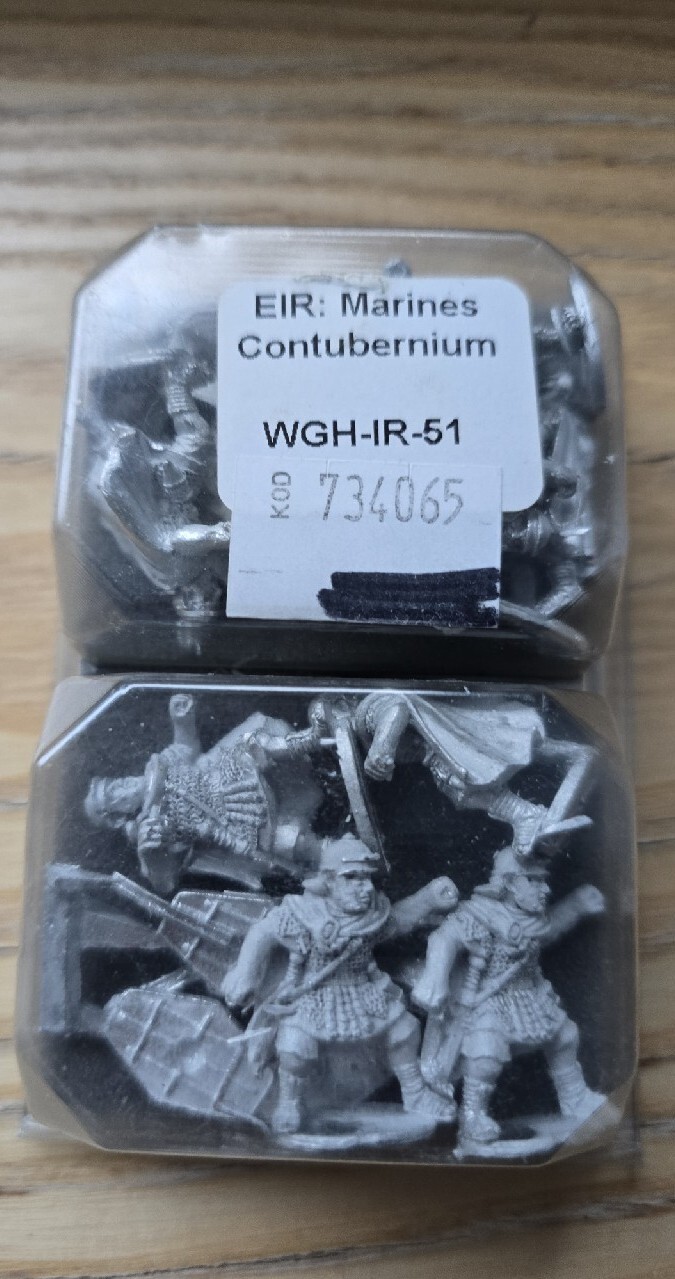 EIR: Marines
Contubernium
WGH-IR-51
KOD 734065